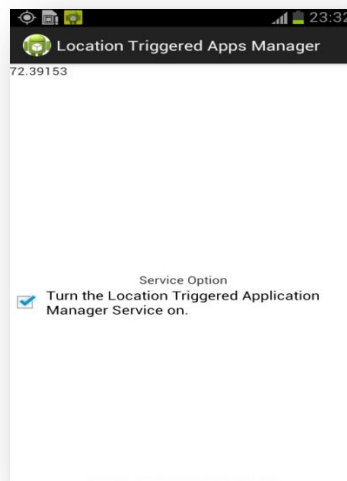 23:32
Location Triggered Apps Manager
72.39153
Service Option
Turn the Location Triggered Application
Manager Service on.